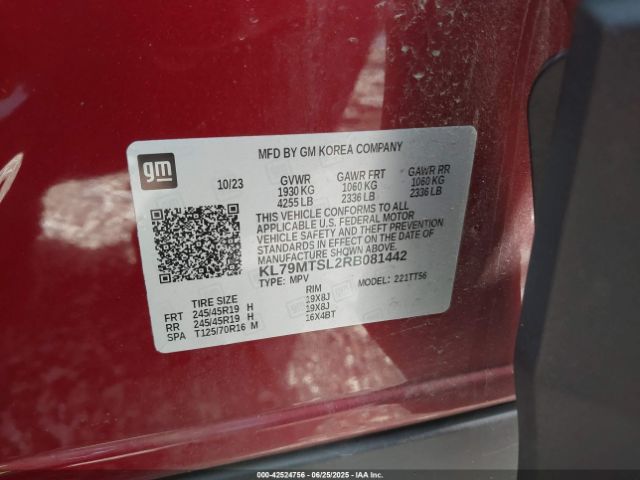 MFD BY GM KOREA COMPANY
gm
10/23
GVWR GAWR FRT GAWR RR
1930 KG 1060 KG 1060 KG
4255 LB 2336 LB 2336 LB
THIS VEHICLE CONFORMS TO ALL
APPLICABLE U.S. FEDERAL MOTOR
VEHICLE SAFETY AND THEFT PREVENTION
STANDARDS IN EFFECT ON THE DATE OF
MANUFACTURE SHOWN ABOVE.
KL79MTSL2RB081442
TYPE: MPV MODEL: 221TT56
TIRE SIZE RIM
FRT 245/45R19 H 19X8J
RR 245/45R19 H 19X8J
SPA T125/70R16 M 16X4BT
000-42524756 - 06/25/2025 - COPART